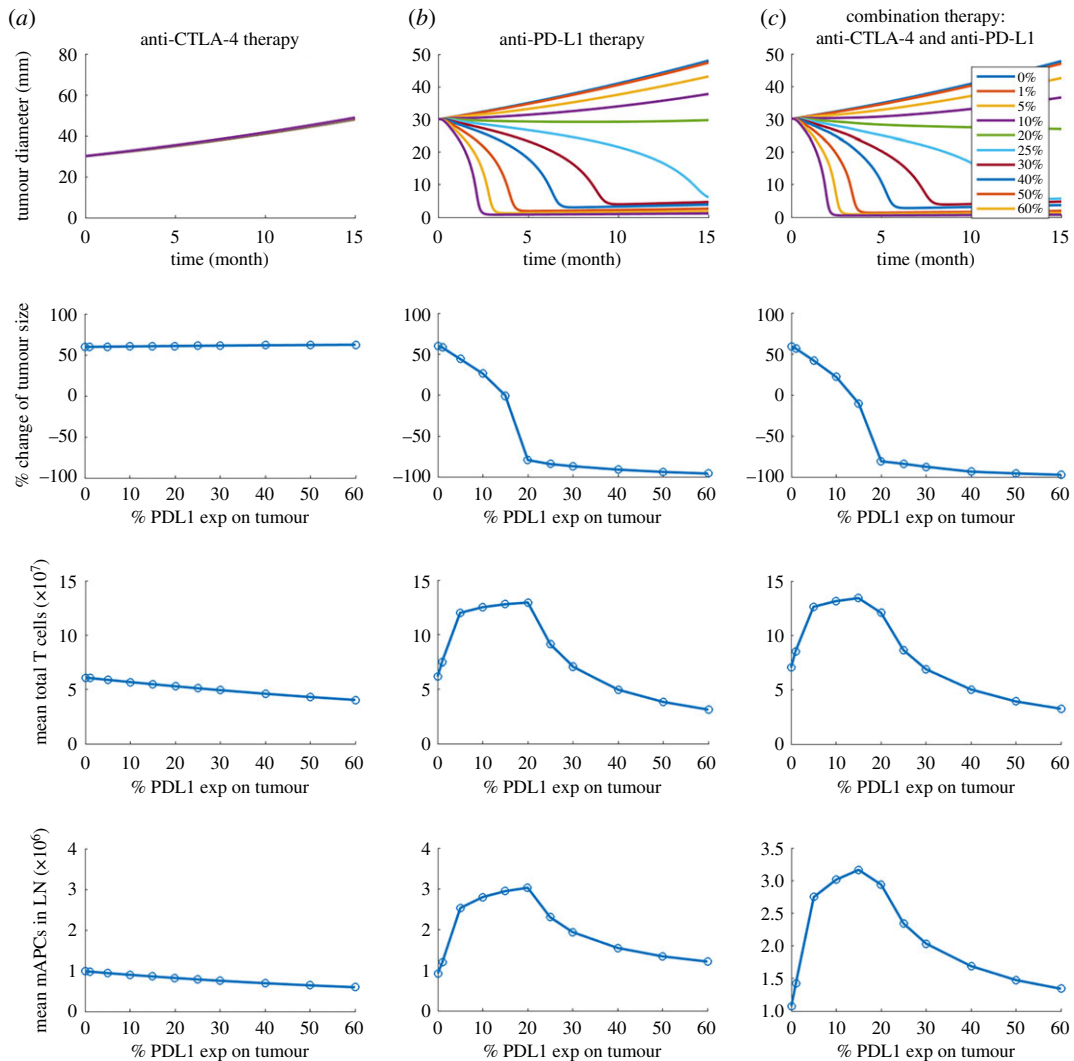 (a)
anti-CTLA-4 therapy
(b)
anti-PD-L1 therapy
(c)
combination therapy:
anti-CTLA-4 and anti-PD-L1
tumour diameter (mm)
80
60
40
20
0
0 5 10 15
time (month)
50
40
30
20
10
0
0 5 10 15
time (month)
50
40
30
20
10
0
0 5 10 15
time (month)
0%
1%
5%
10%
20%
25%
30%
40%
50%
60%
% change of tumour size
100
50
0
−50
−100
0 10 20 30 40 50 60
% PDL1 exp on tumour
100
50
0
−50
−100
0 10 20 30 40 50 60
% PDL1 exp on tumour
100
50
0
−50
−100
0 10 20 30 40 50 60
% PDL1 exp on tumour
mean total T cells (×10⁷)
15
10
5
0
0 10 20 30 40 50 60
% PDL1 exp on tumour
15
10
5
0
0 10 20 30 40 50 60
% PDL1 exp on tumour
15
10
5
0
0 10 20 30 40 50 60
% PDL1 exp on tumour
mean mAPCs in LN (×10⁶)
4
3
2
1
0
0 10 20 30 40 50 60
% PDL1 exp on tumour
4
3
2
1
0
0 10 20 30 40 50 60
% PDL1 exp on tumour
3.5
3.0
2.5
2.0
1.5
1.0
0 10 20 30 40 50 60
% PDL1 exp on tumour